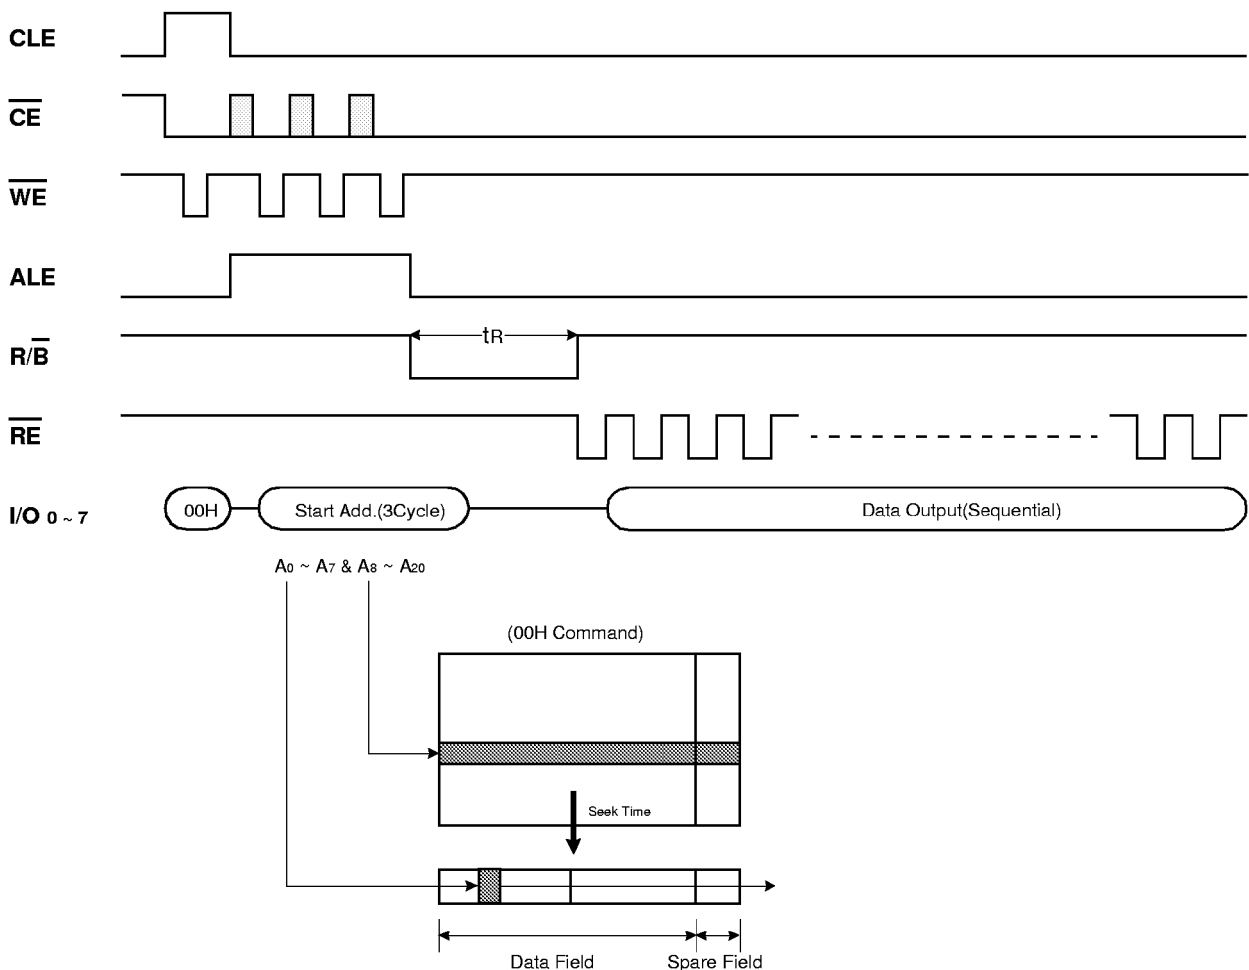 CLE
CE
WE
ALE
tR
R/B
RE
I/O 0 ~ 7
00H
Start Add.(3Cycle)
Data Output(Sequential)
A0 ~ A7 & A8 ~ A20
(00H Command)
Seek Time
Data Field
Spare Field